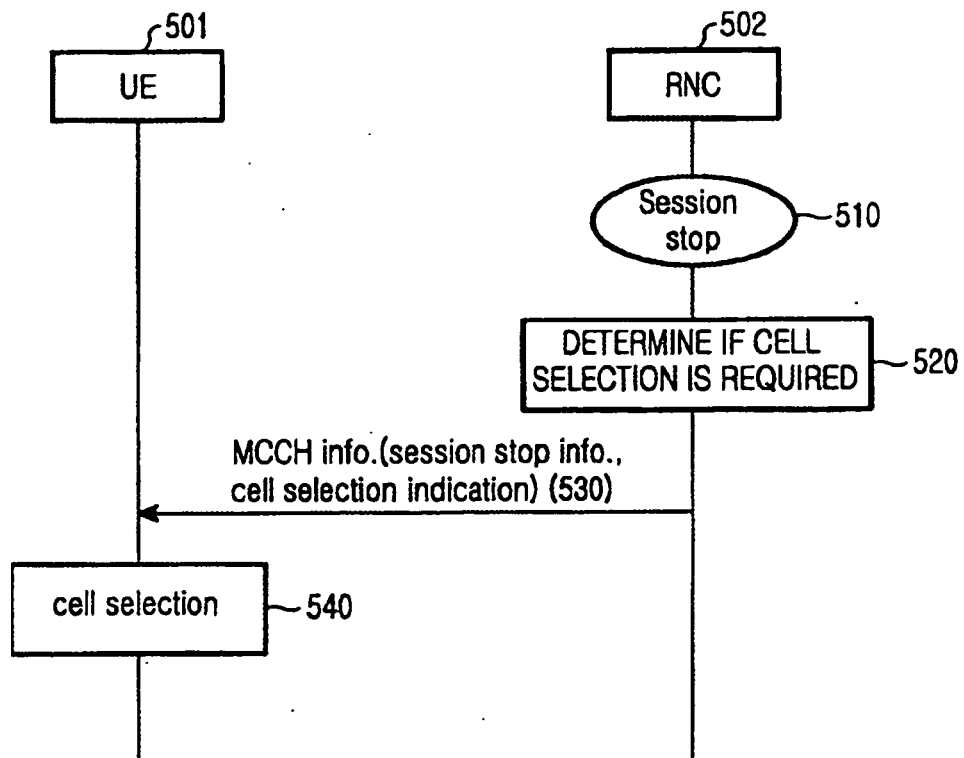 501
502
UE
RNC
Session
stop
510
DETERMINE IF CELL
SELECTION IS REQUIRED
520
MCCH info.(session stop info.,
cell selection indication) (530)
cell selection
540